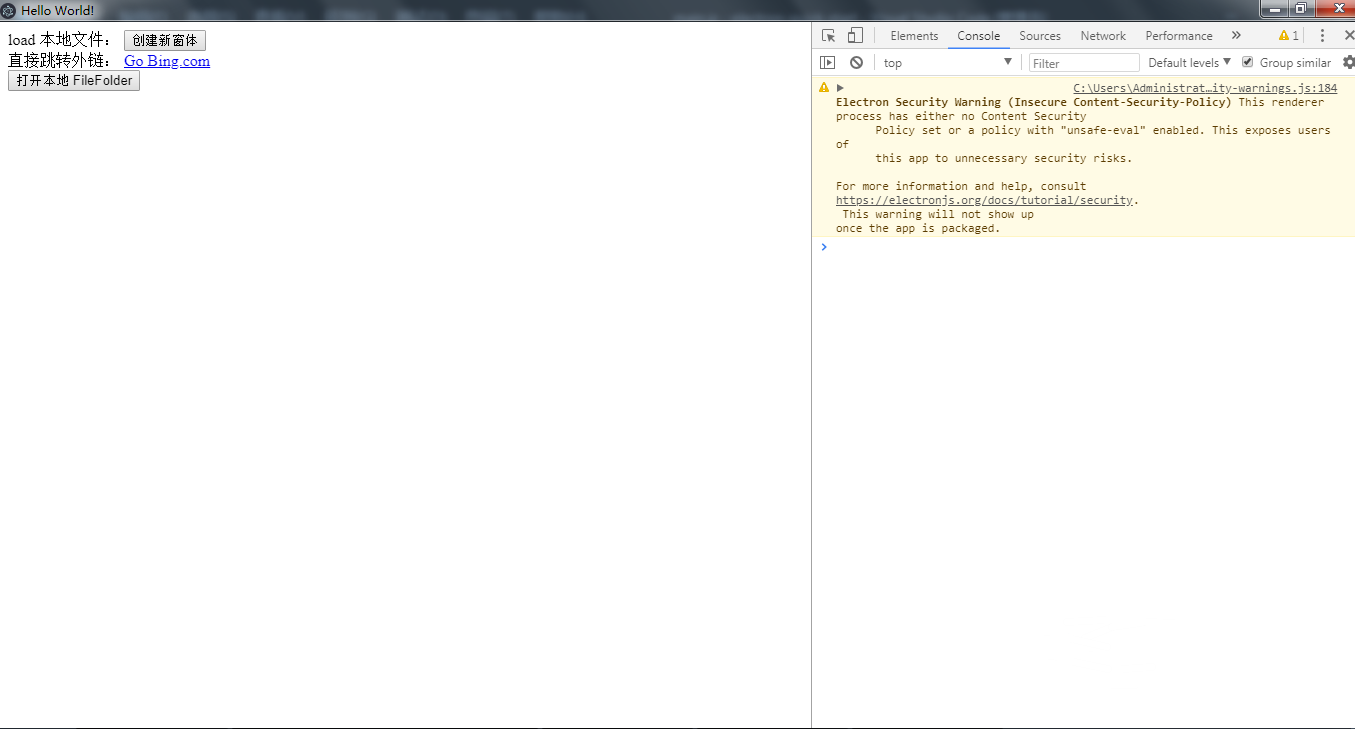 Hello World!
load 本地文件： 创建新窗体
直接跳转外链： Go Bing.com
打开本地 FileFolder
Elements Console Sources Network Performance » 1
top Filter Default levels Group similar
C:\Users\Administrat…ity-warnings.js:184
Electron Security Warning (Insecure Content-Security-Policy) This renderer
process has either no Content Security
Policy set or a policy with "unsafe-eval" enabled. This exposes users
of
this app to unnecessary security risks.
For more information and help, consult
https://electronjs.org/docs/tutorial/security.
This warning will not show up
once the app is packaged.